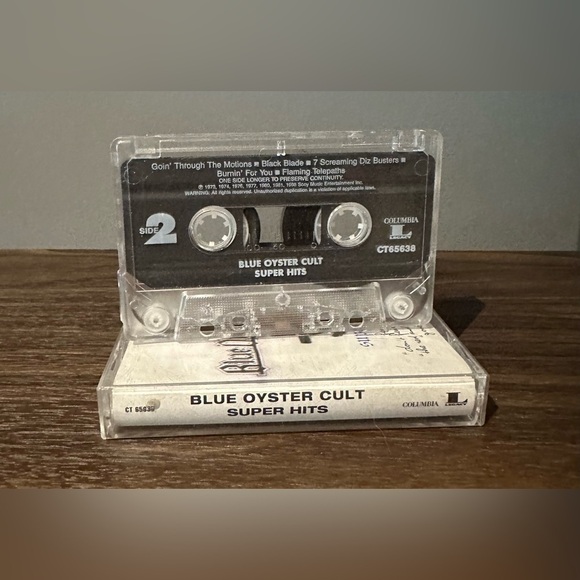 Goin' Through The Motions ■ Black Blade ■ 7 Screaming Diz Busters ■
Burnin' For You ■ Flaming Telepaths
ONE SIDE LONGER TO PRESERVE CONTINUITY.
WARNING: All rights reserved. Unauthorized duplication is a violation of applicable laws.
SIDE 2
COLUMBIA
CT65638
BLUE OYSTER CULT
SUPER HITS
CT 65638
BLUE OYSTER CULT
SUPER HITS
COLUMBIA